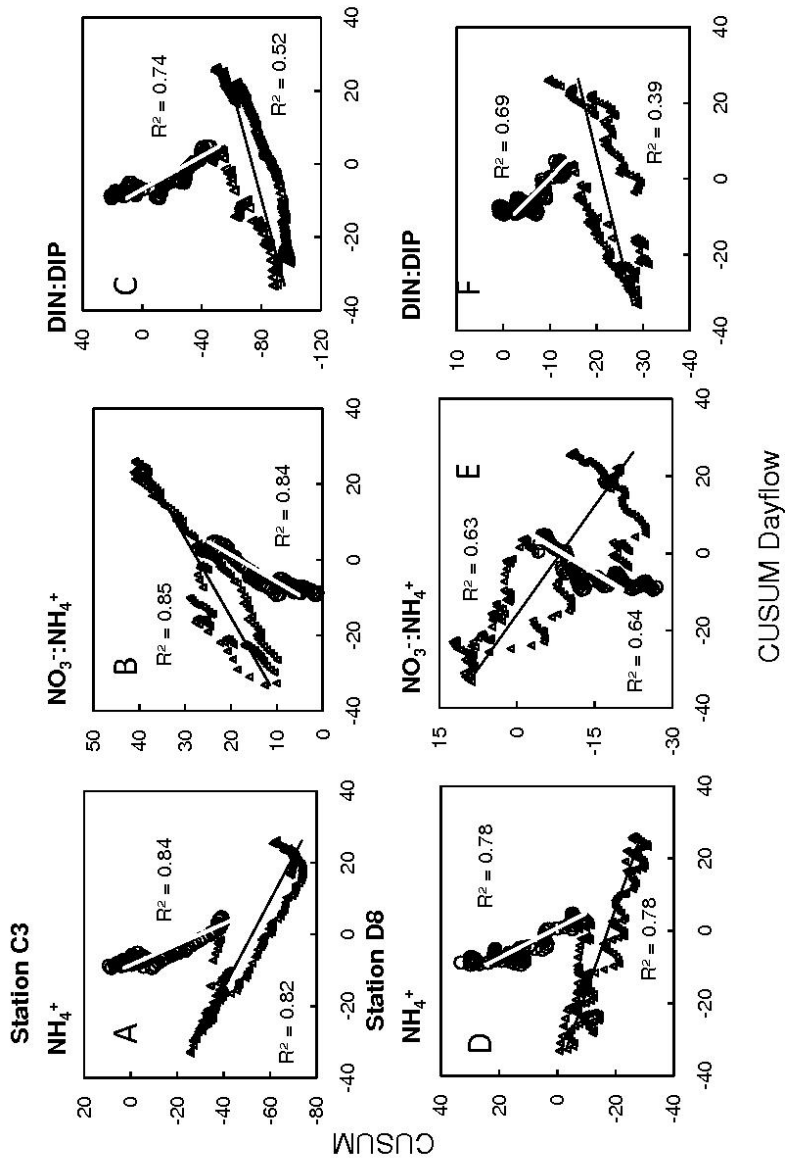 Station C3
NH₄⁺
NO₃⁻:NH₄⁺
DIN:DIP
A
20
0
-20
-40
-60
-80
-40
-20
0
20
40
R² = 0.84
R² = 0.82
B
50
40
30
20
10
0
-40
-20
0
20
40
R² = 0.85
R² = 0.84
C
40
0
-40
-80
-120
-40
-20
0
20
40
R² = 0.74
R² = 0.52
Station D8
NH₄⁺
NO₃⁻:NH₄⁺
DIN:DIP
D
40
20
0
-20
-40
-40
-20
0
20
40
R² = 0.78
R² = 0.78
E
15
0
-15
-30
-40
-20
0
20
40
R² = 0.63
R² = 0.64
F
10
0
-10
-20
-30
-40
-40
-20
0
20
40
R² = 0.69
R² = 0.39
CUSUM
CUSUM Dayflow